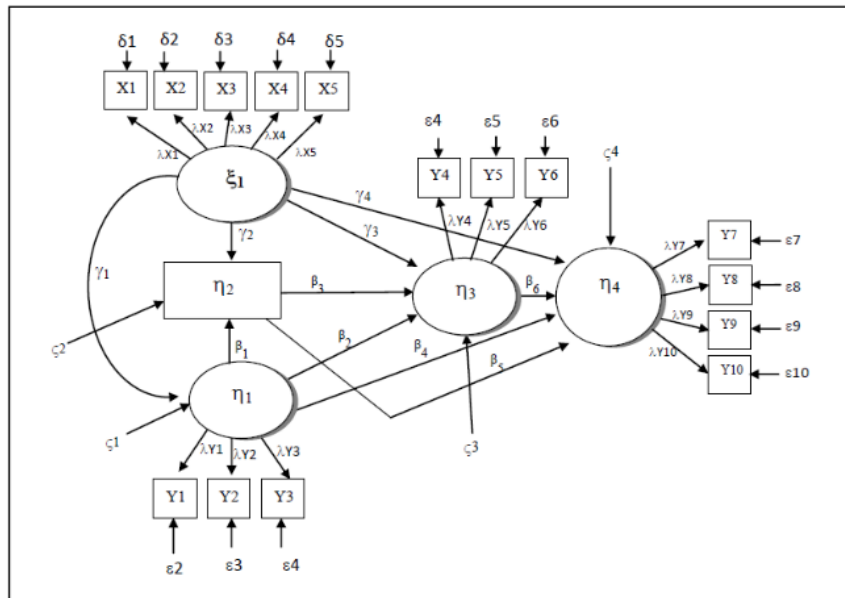 δ1 δ2 δ3 δ4 δ5
X1 X2 X3 X4 X5
λX1 λX2 λX3 λX4 λX5
ξ1
ε4 ε5 ε6
Y4 Y5 Y6
λY4 λY5 λY6
ς4
γ1 γ2 γ3 γ4
η2
β3
η3
β6
η4
λY7 Y7 ε7
λY8 Y8 ε8
λY9 Y9 ε9
λY10 Y10 ε10
ς2
β1 β2 β4 β5
η1
ς1
ς3
λY1 λY2 λY3
Y1 Y2 Y3
ε2 ε3 ε4